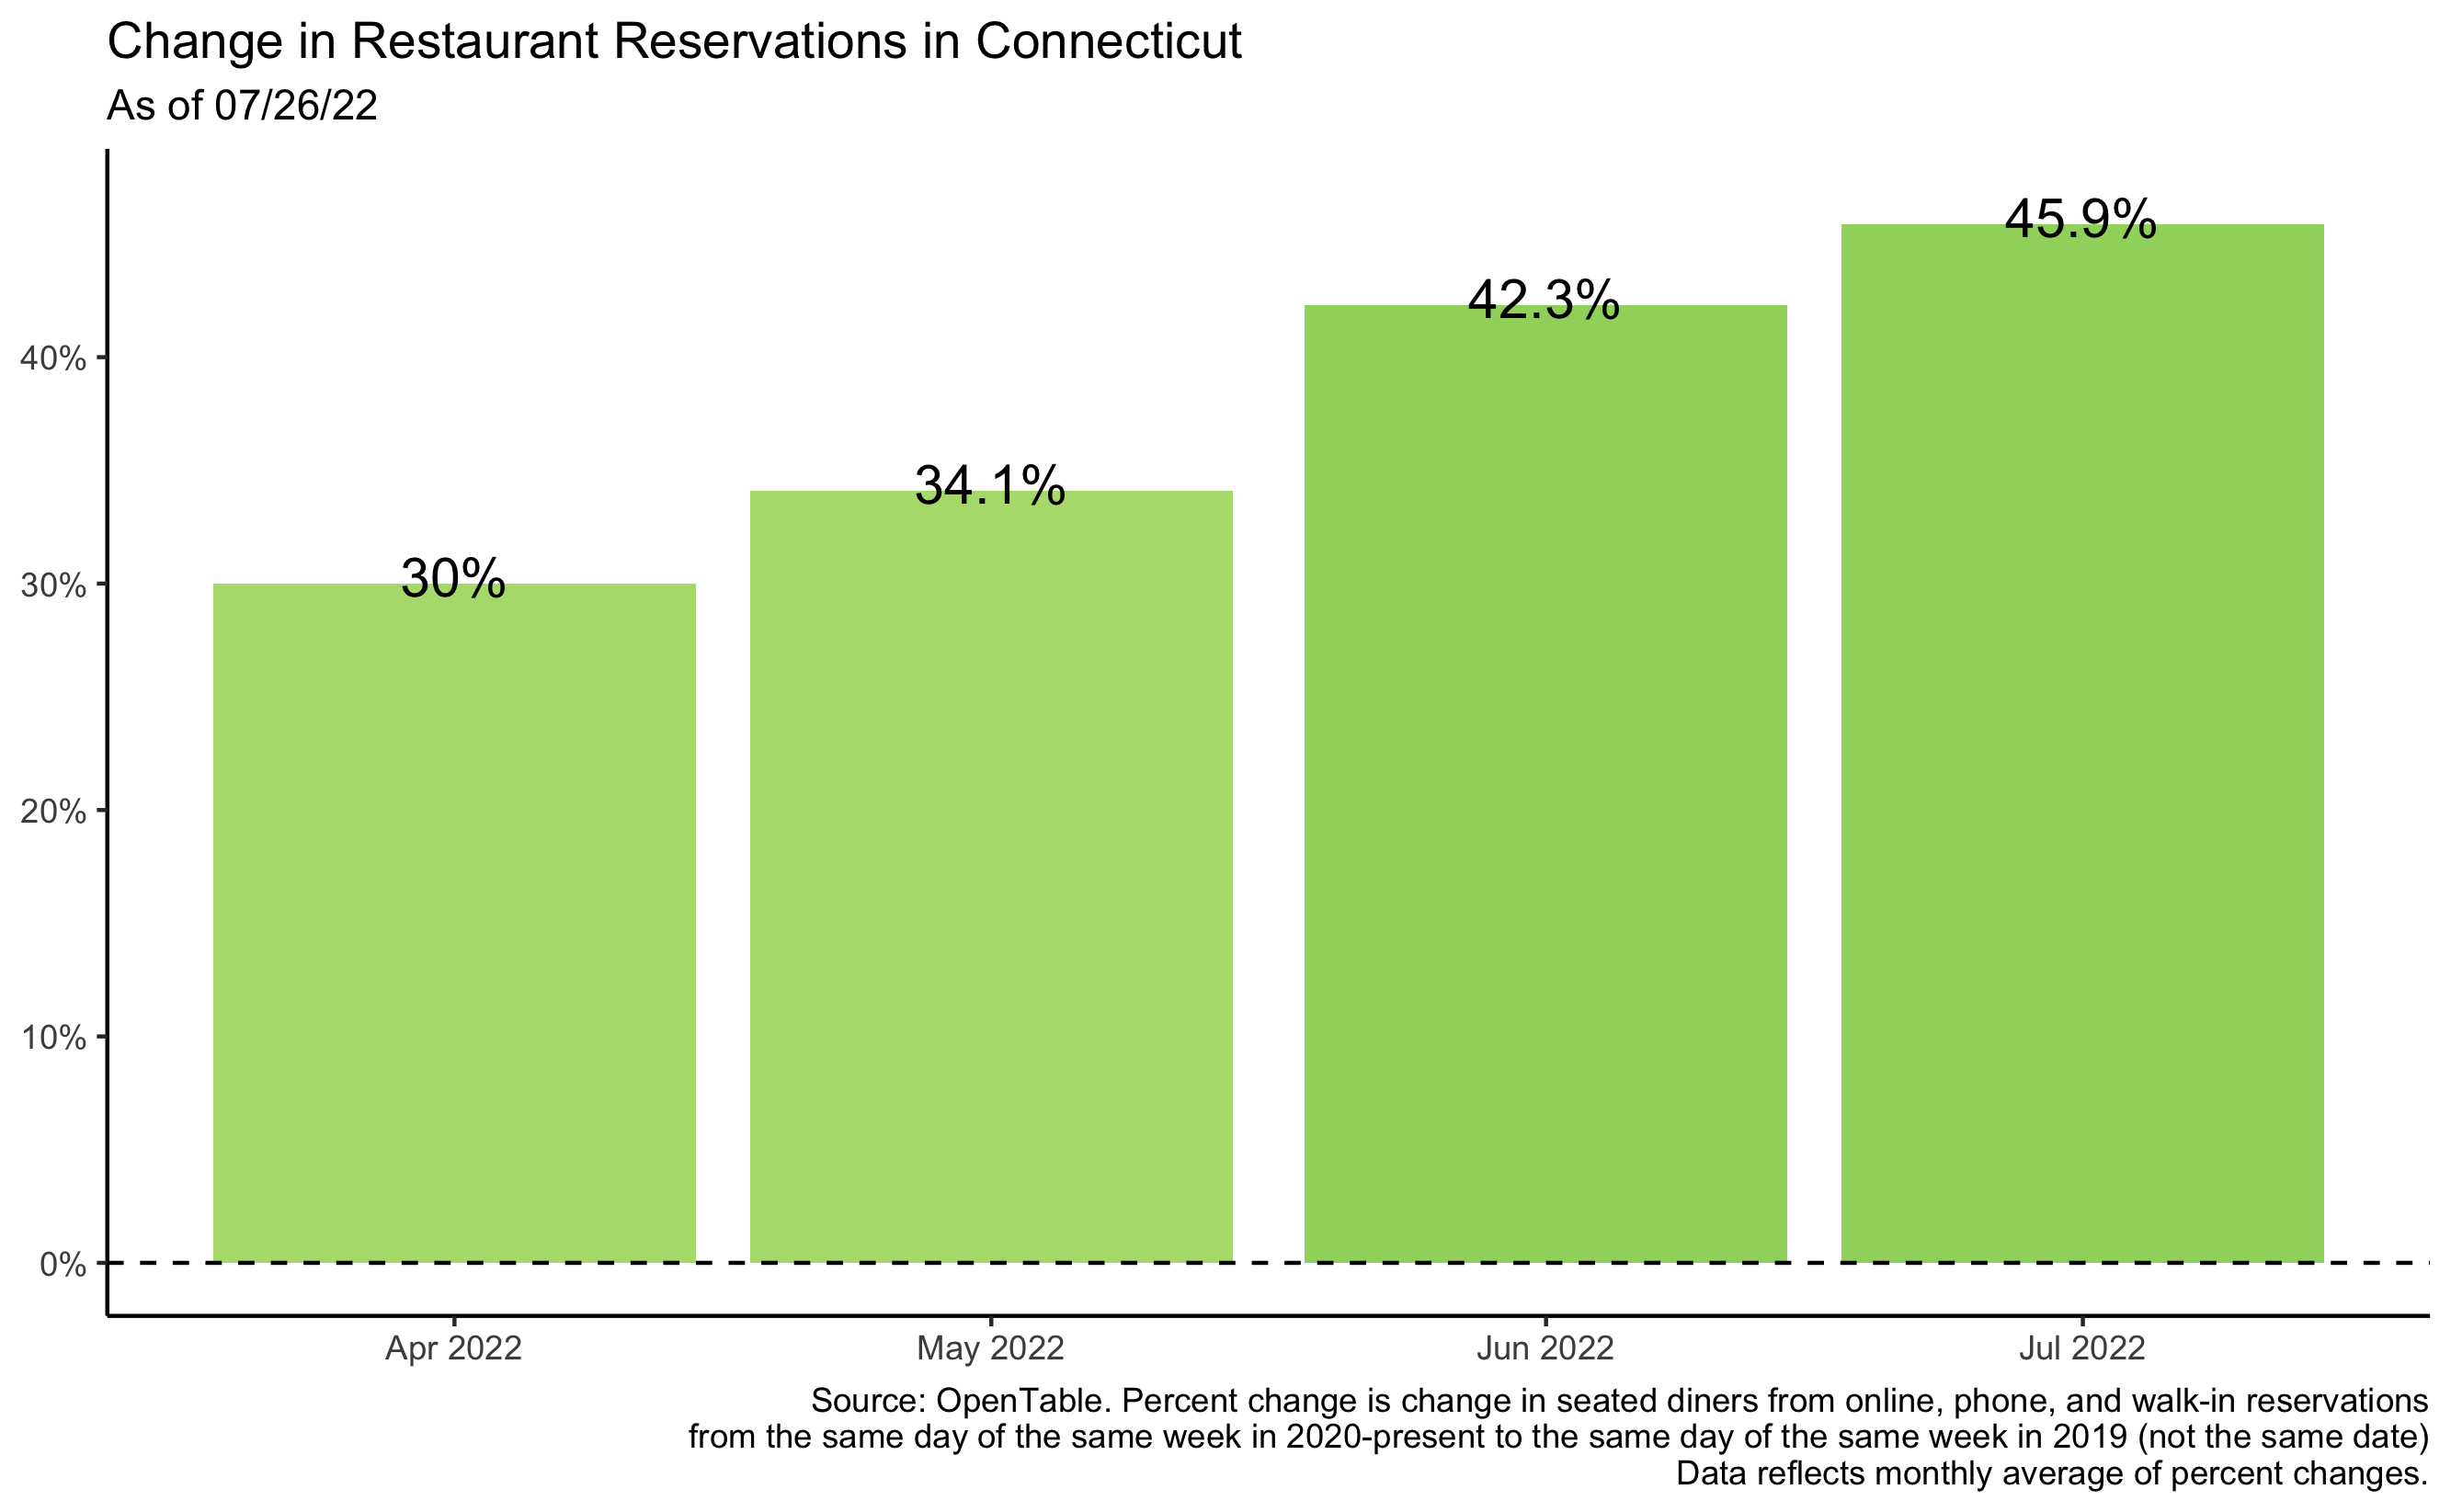 Change in Restaurant Reservations in Connecticut
As of 07/26/22
45.9%
42.3%
40%
34.1%
30%
30%
20%
10%
0%
Apr 2022
May 2022
Jun 2022
Jul 2022
Source: OpenTable. Percent change is change in seated diners from online, phone, and walk-in reservations
from the same day of the same week in 2020-present to the same day of the same week in 2019 (not the same date)
Data reflects monthly average of percent changes.